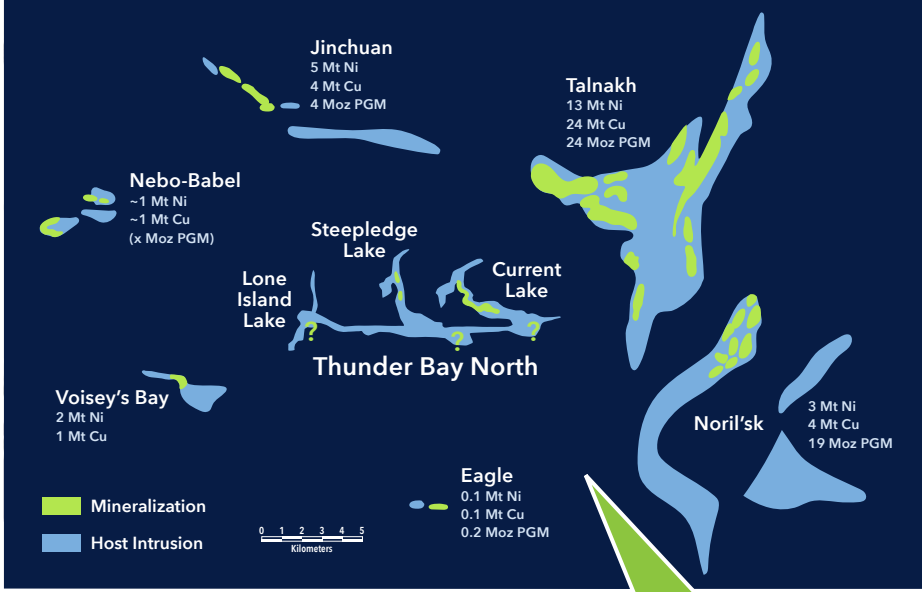 Jinchuan
5 Mt Ni
4 Mt Cu
4 Moz PGM
Talnakh
13 Mt Ni
24 Mt Cu
24 Moz PGM
Nebo-Babel
~1 Mt Ni
~1 Mt Cu
(x Moz PGM)
Steepledge
Lake
Lone
Island
Lake
Current
Lake
?
?
?
Thunder Bay North
Voisey's Bay
2 Mt Ni
1 Mt Cu
Noril'sk
3 Mt Ni
4 Mt Cu
19 Moz PGM
Eagle
0.1 Mt Ni
0.1 Mt Cu
0.2 Moz PGM
Mineralization
Host Intrusion
0 1 2 3 4 5
Kilometers